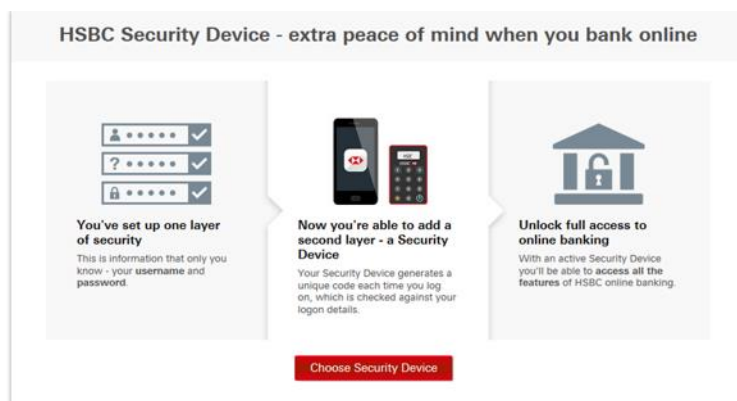 HSBC Security Device - extra peace of mind when you bank online
You've set up one layer
of security
This is information that only you
know - your username and
password.
Now you're able to add a
second layer - a Security
Device
Your Security Device generates a
unique code each time you log
on, which is checked against your
logon details.
Unlock full access to
online banking
With an active Security Device
you'll be able to access all the
features of HSBC online banking.
Choose Security Device